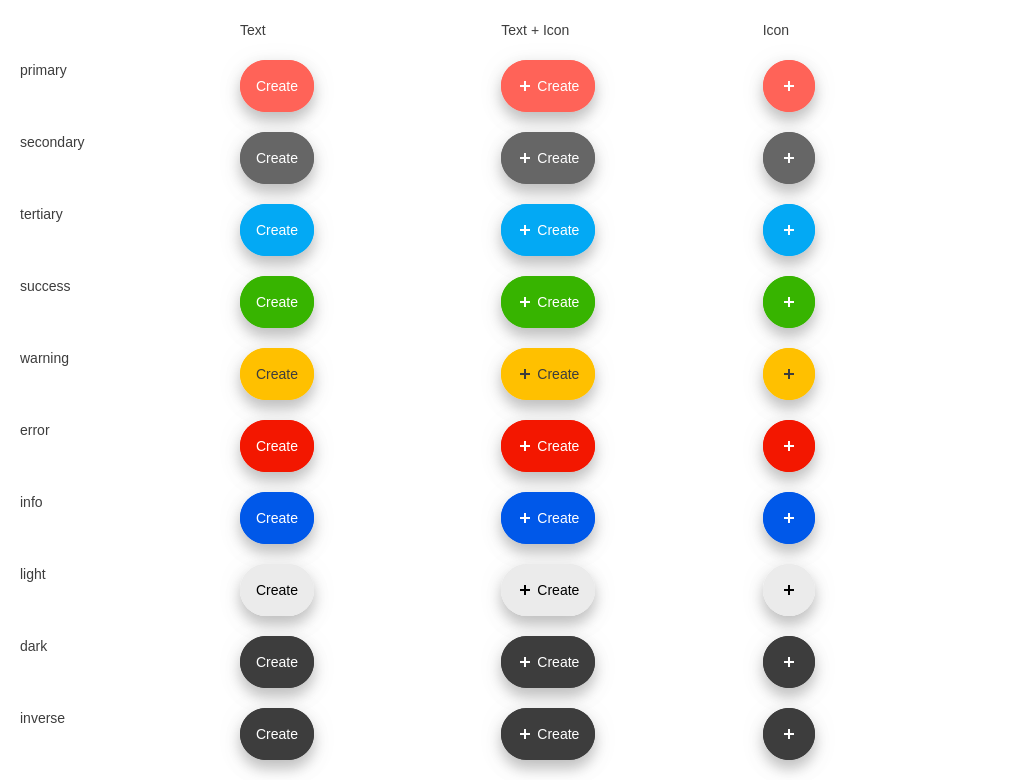 Text Text + Icon Icon
primary Create + Create +
secondary Create + Create +
tertiary Create + Create +
success Create + Create +
warning Create + Create +
error Create + Create +
info Create + Create +
light Create + Create +
dark Create + Create +
inverse Create + Create +